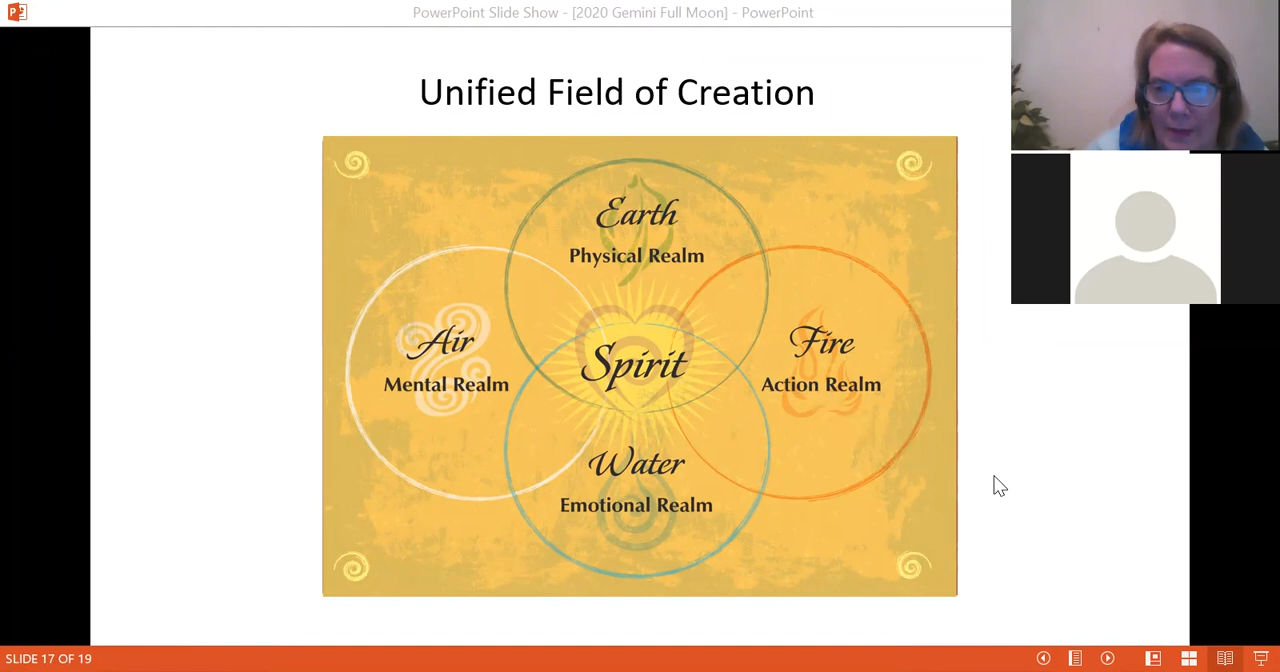 PowerPoint Slide Show - [2020 Gemini Full Moon] - PowerPoint
Unified Field of Creation
Earth
Physical Realm
Air
Mental Realm
Spirit
Fire
Action Realm
Water
Emotional Realm
SLIDE 17 OF 19